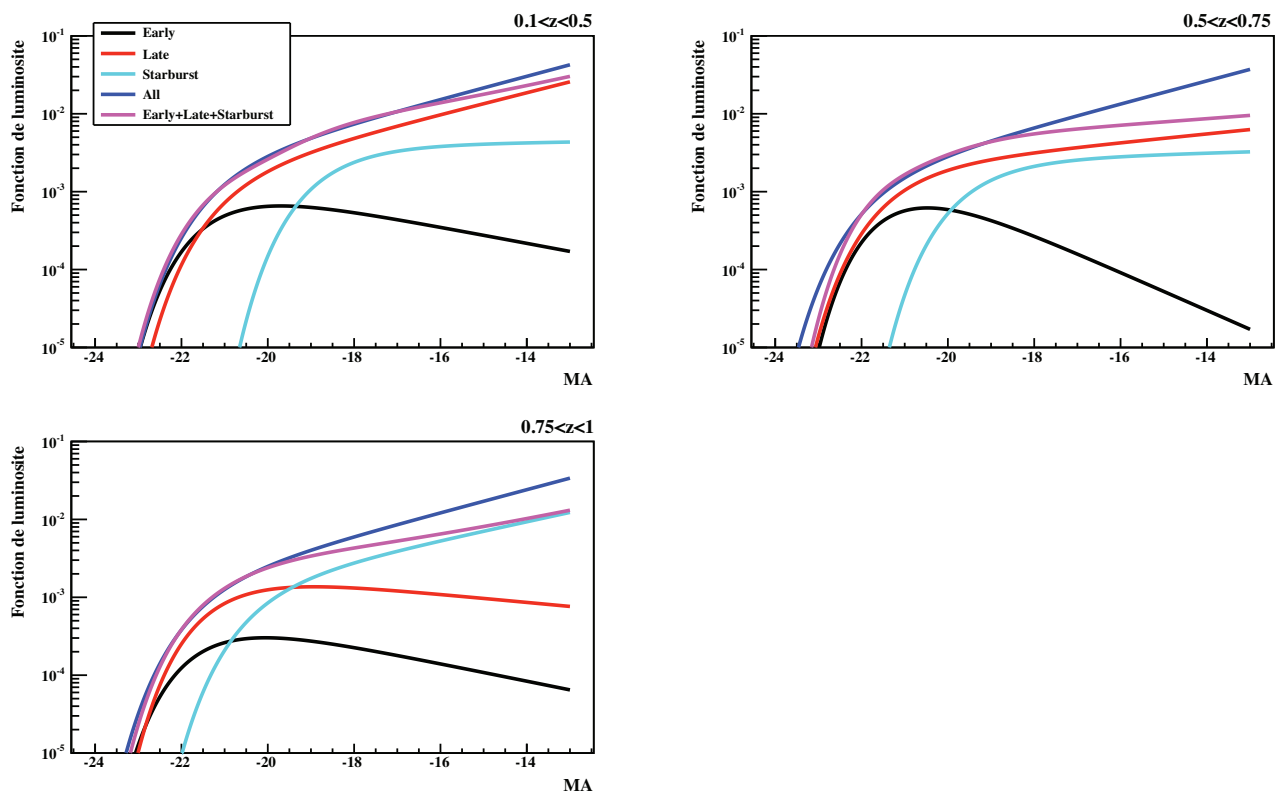 0.1<z<0.5
Fonction de luminosite
10^-1
10^-2
10^-3
10^-4
10^-5
Early
Late
Starburst
All
Early+Late+Starburst
-24 -22 -20 -18 -16 -14
MA
0.5<z<0.75
Fonction de luminosite
10^-1
10^-2
10^-3
10^-4
10^-5
-24 -22 -20 -18 -16 -14
MA
0.75<z<1
Fonction de luminosite
10^-1
10^-2
10^-3
10^-4
10^-5
-24 -22 -20 -18 -16 -14
MA